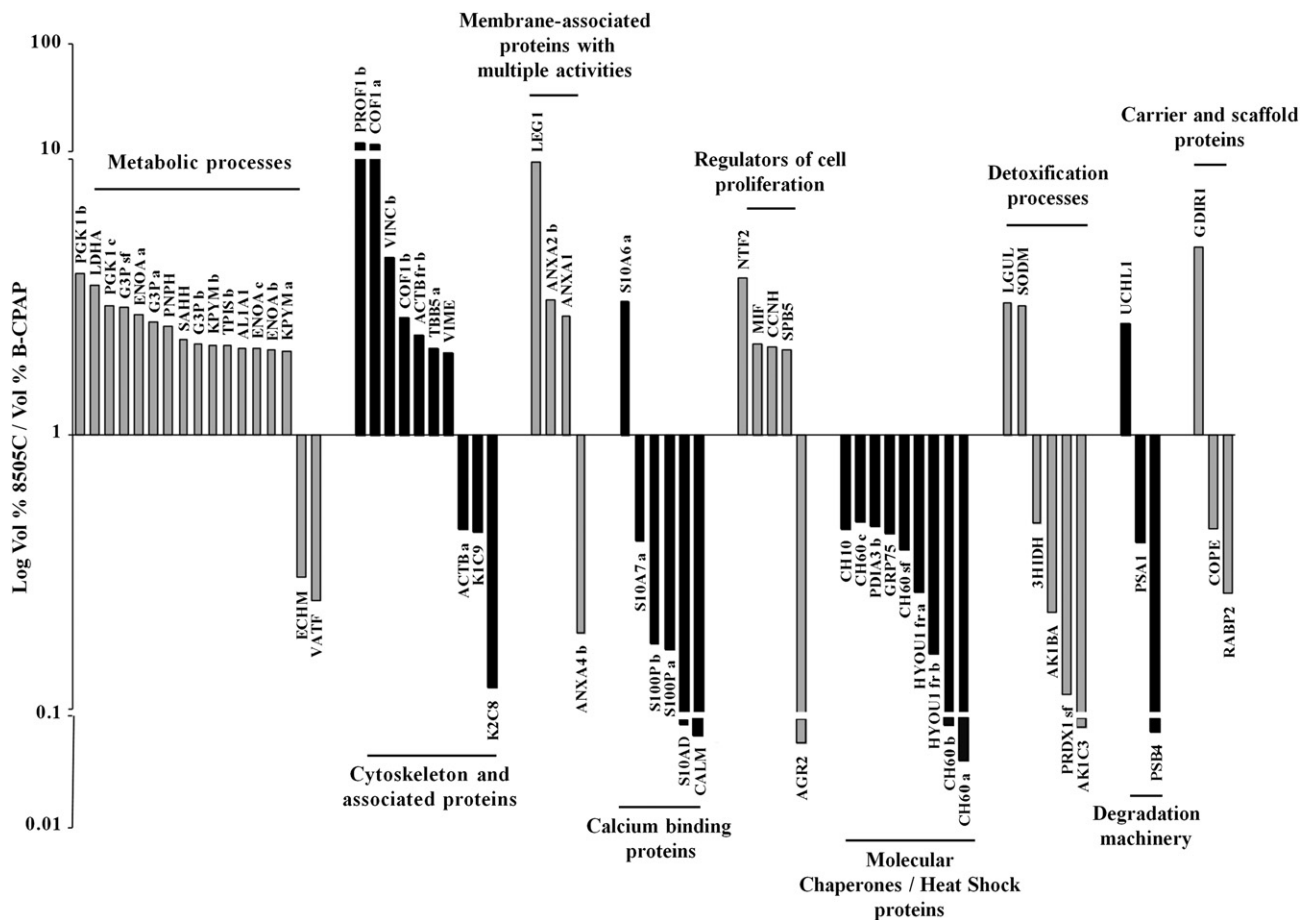 Membrane-associated
proteins with
multiple activities
Carrier and scaffold
proteins
Metabolic processes
Regulators of cell
proliferation
Detoxification
processes
Log Vol % 8505C / Vol % B-CPAP
100
10
1
0.1
0.01
PGK1 b
LDHA
PGK1 c
G3P sf
ENOA a
G3P a
PNPH
SAHH
G3P b
KPYM b
TPIS b
AL1A1
ENOA c
ENOA b
KPYM a
ECHM
VATF
PROF1 b
COF1 a
VINC b
COF1 b
ACTB fr b
TBB5 a
VIME
ACTB a
K1C9
K2C8
LEG1
ANXA2 b
ANXA1
ANXA4 b
S10A6 a
S10A7 a
S100P b
S100P a
S10AD
CALM
NTF2
MIF
CCNH
SPB5
AGR2
CH10
CH60 c
PDIA3 b
GRP75
CH60 sf
HYOU1 fr a
HYOU1 fr b
CH60 b
CH60 a
LGUL
SODM
3HIDH
AK1BA
PRDX1 sf
AK1C3
UCHL1
PSA1
PSB4
GDIR1
COPE
RABP2
Cytoskeleton and
associated proteins
Calcium binding
proteins
Molecular
Chaperones / Heat Shock
proteins
Degradation
machinery